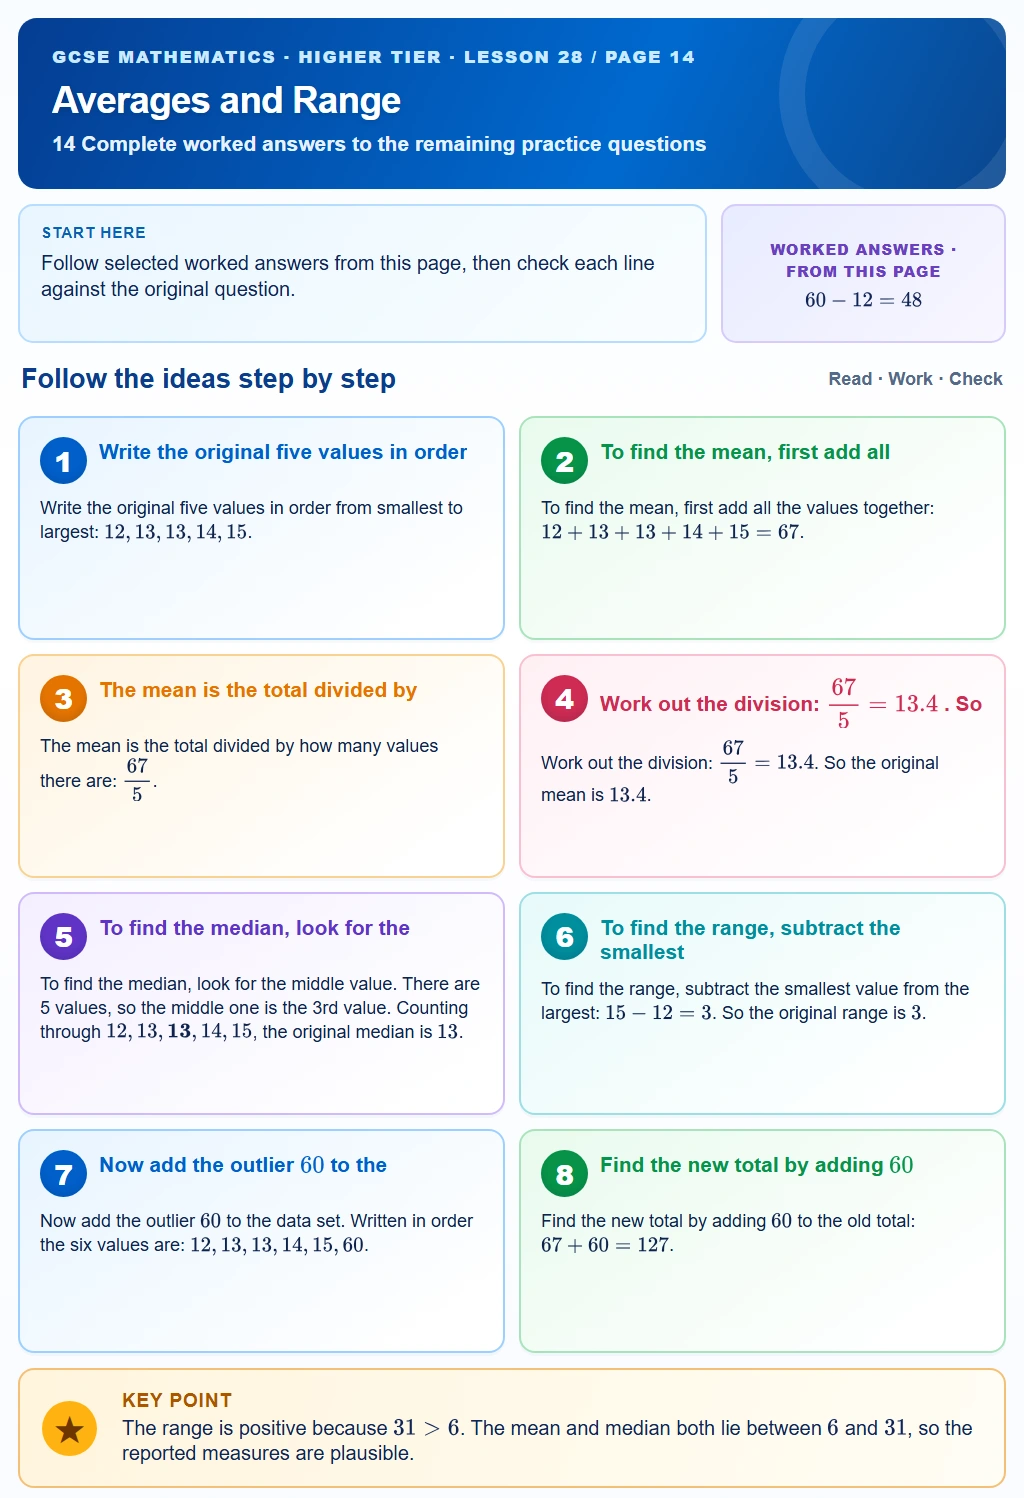 GCSE MATHEMATICS · HIGHER TIER · LESSON 28 / PAGE 14
Averages and Range
14 Complete worked answers to the remaining practice questions
START HERE
Follow selected worked answers from this page, then check each line
against the original question.
WORKED ANSWERS ·
FROM THIS PAGE
60 − 12 = 48
Follow the ideas step by step
Read · Work · Check
1 Write the original five values in order
Write the original five values in order from smallest to
largest: 12, 13, 13, 14, 15.
2 To find the mean, first add all
To find the mean, first add all the values together:
12 + 13 + 13 + 14 + 15 = 67.
3 The mean is the total divided by
The mean is the total divided by how many values
there are: 67/5.
4 Work out the division: 67/5 = 13.4 . So
Work out the division: 67/5 = 13.4. So the original
mean is 13.4.
5 To find the median, look for the
To find the median, look for the middle value. There are
5 values, so the middle one is the 3rd value. Counting
through 12, 13, 13, 14, 15, the original median is 13.
6 To find the range, subtract the
smallest
To find the range, subtract the smallest value from the
largest: 15 − 12 = 3. So the original range is 3.
7 Now add the outlier 60 to the
Now add the outlier 60 to the data set. Written in order
the six values are: 12, 13, 13, 14, 15, 60.
8 Find the new total by adding 60
Find the new total by adding 60 to the old total:
67 + 60 = 127.
KEY POINT
The range is positive because 31 > 6. The mean and median both lie between 6 and 31, so the
reported measures are plausible.